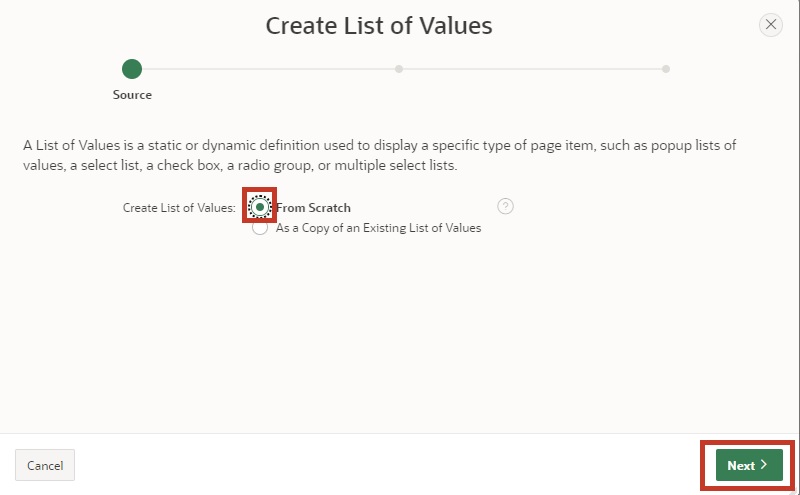 Create List of Values
Source
A List of Values is a static or dynamic definition used to display a specific type of page item, such as popup lists of
values, a select list, a check box, a radio group, or multiple select lists.
Create List of Values:
From Scratch
?
As a Copy of an Existing List of Values
Cancel
Next